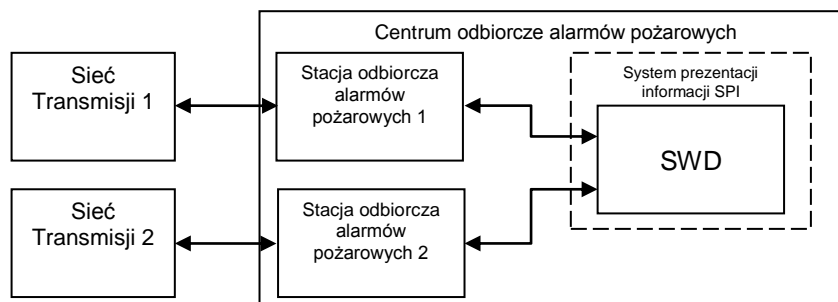 Centrum odbiorcze alarmów pożarowych
Sieć
Transmisji 1
Stacja odbiorcza
alarmów
pożarowych 1
System prezentacji
informacji SPI
SWD
Sieć
Transmisji 2
Stacja odbiorcza
alarmów
pożarowych 2